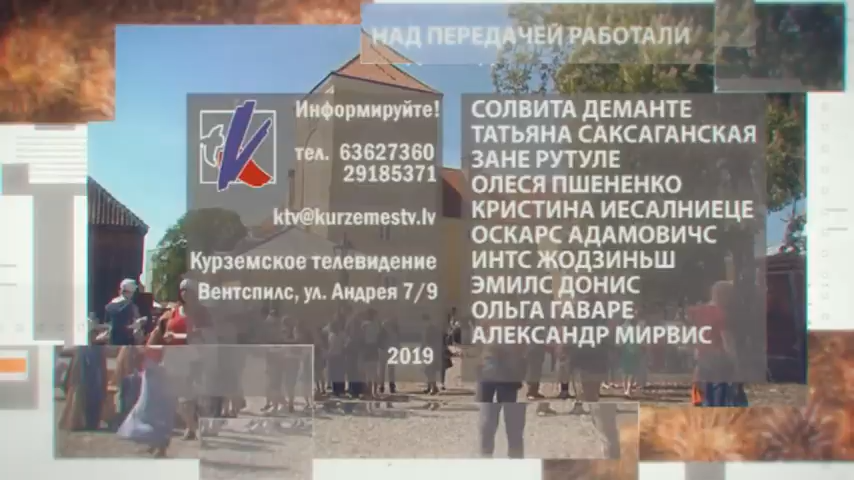 НАД ПЕРЕДАЧЕЙ РАБОТАЛИ
Информируйте!
тел. 63627360
29185371
ktv@kurzemestv.lv
Курземское телевидение
Вентспилс, ул. Андрея 7/9
2019
СОЛВИТА ДЕМАНТЕ
ТАТЬЯНА САКСАГАНСКАЯ
ЗАНЕ РУТУЛЕ
ОЛЕСЯ ПШЕНЕНКО
КРИСТИНА ИЕСАЛНИЕЦЕ
ОСКАРС АДАМОВИЧС
ИНТС ЖОДЗИНЬШ
ЭМИЛС ДОНИС
ОЛЬГА ГАВАРЕ
АЛЕКСАНДР МИРВИС